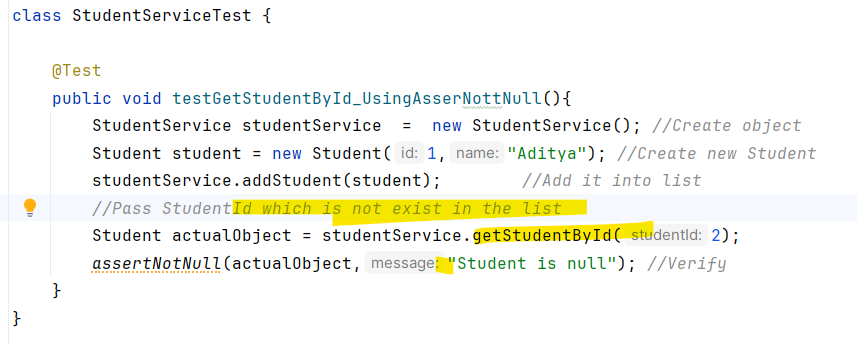 class StudentServiceTest {
@Test
public void testGetStudentById_UsingAsserNottNull(){
StudentService studentService  =  new StudentService(); //Create object
Student student = new Student( id: 1, name: "Aditya"); //Create new Student
studentService.addStudent(student);        //Add it into list
//Pass StudentId which is not exist in the list
Student actualObject = studentService.getStudentById( studentId: 2);
assertNotNull(actualObject, message: "Student is null"); //Verify
}
}